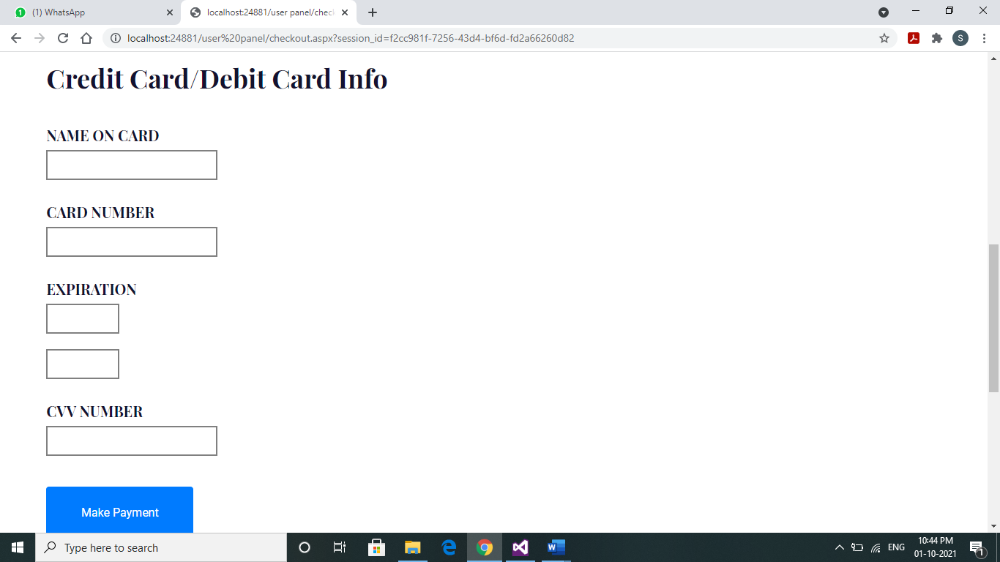 (1) WhatsApp
localhost:24881/user panel/chec
localhost:24881/user%20panel/checkout.aspx?session_id=f2cc981f-7256-43d4-bf6d-fd2a66260d82
S
Credit Card/Debit Card Info
NAME ON CARD
CARD NUMBER
EXPIRATION
CVV NUMBER
Make Payment
Type here to search
ENG
10:44 PM
01-10-2021
1